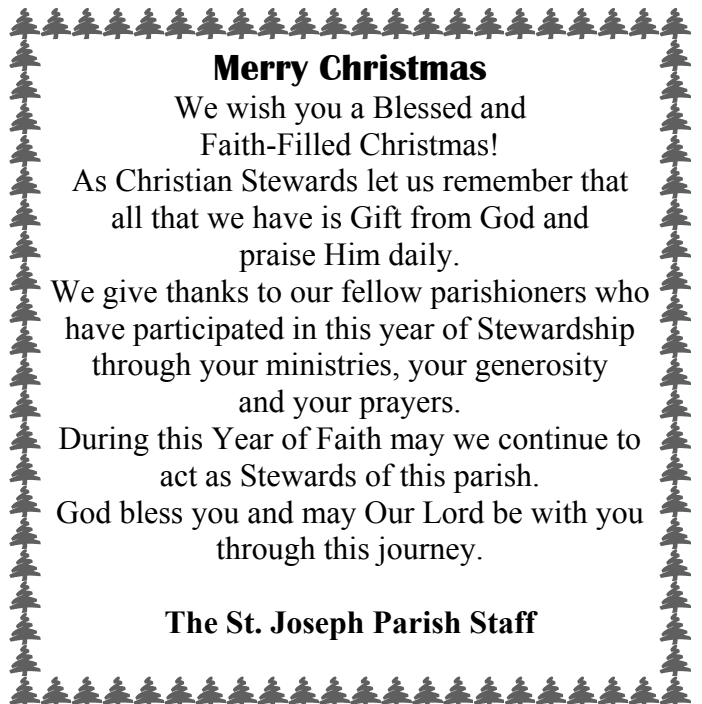 Merry Christmas
We wish you a Blessed and
Faith-Filled Christmas!
As Christian Stewards let us remember that
all that we have is Gift from God and
praise Him daily.
We give thanks to our fellow parishioners who
have participated in this year of Stewardship
through your ministries, your generosity
and your prayers.
During this Year of Faith may we continue to
act as Stewards of this parish.
God bless you and may Our Lord be with you
through this journey.
The St. Joseph Parish Staff